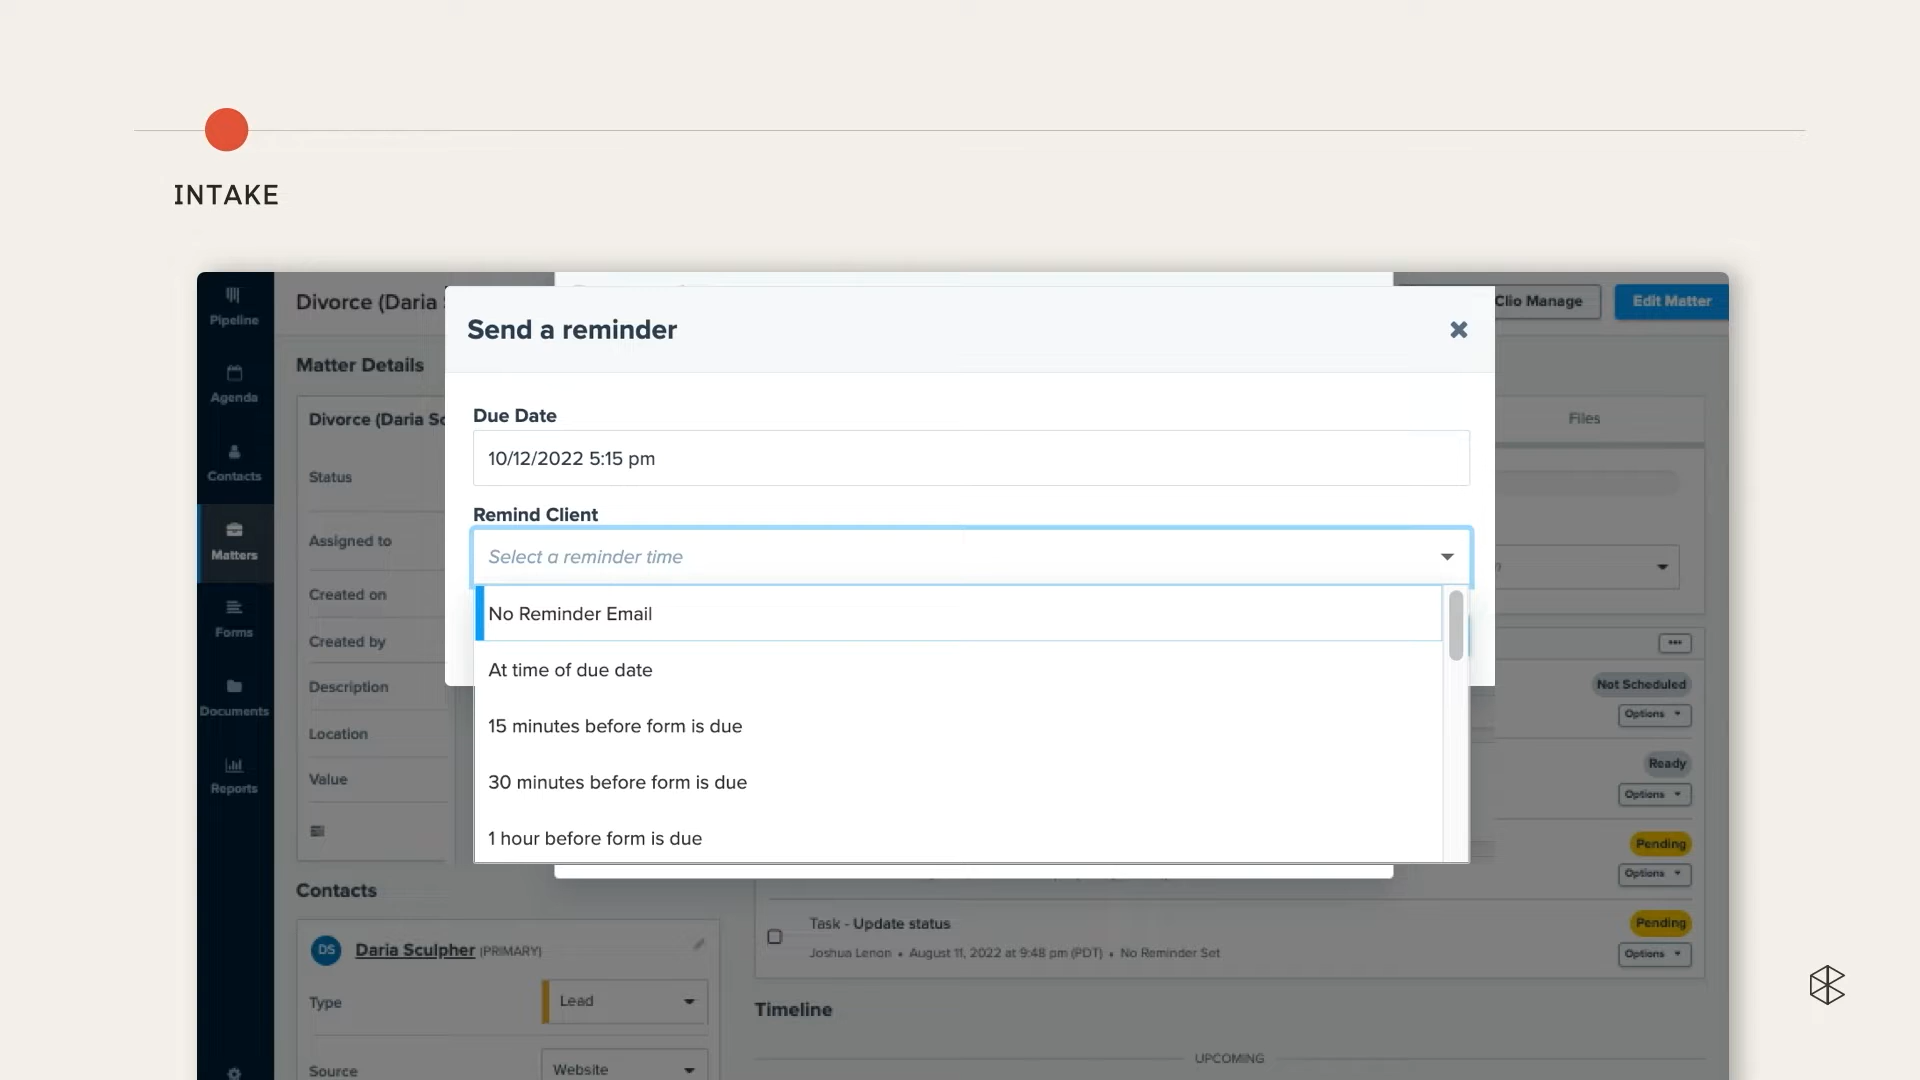 INTAKE
Pipeline
Agenda
Contacts
Matters
Forms
Documents
Reports
Divorce (Daria
Clio Manage
Edit Matter
Matter Details
Divorce (Daria Sc
Status
Assigned to
Created on
Created by
Description
Location
Value
Files
Send a reminder
Due Date
10/12/2022 5:15 pm
Remind Client
Select a reminder time
No Reminder Email
At time of due date
15 minutes before form is due
30 minutes before form is due
1 hour before form is due
Not Scheduled
Options
Ready
Options
Pending
Options
Task - Update status
Joshua Lenon • August 11, 2022 at 9:48 pm (PDT) • No Reminder Set
Pending
Options
Contacts
DS
Daria Sculpher (PRIMARY)
Type
Lead
Source
Website
Timeline
UPCOMING